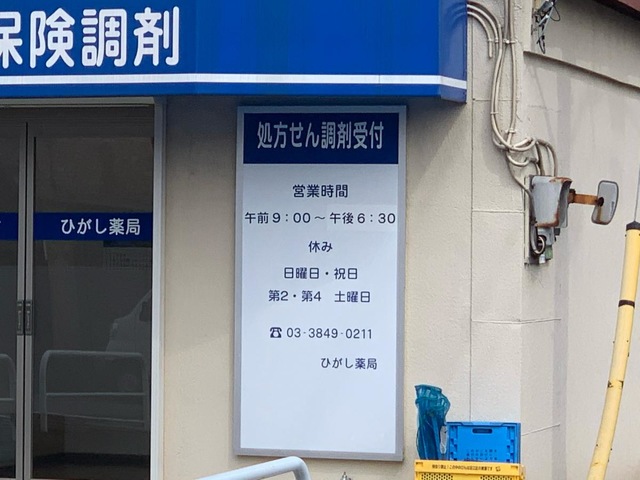 保険調剤
処方せん調剤受付
営業時間
午前9：00～午後6：30
休み
日曜日・祝日
第2・第4 土曜日
☎ 03-3849-0211
ひがし薬局
ひがし薬局